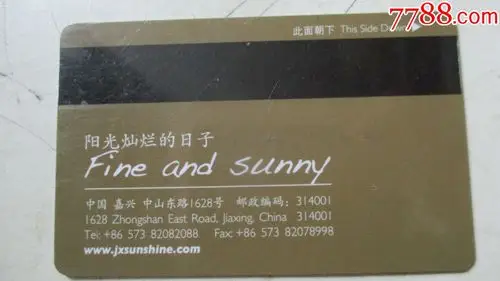 7788.com
此面朝下 This Side Down
阳光灿烂的日子
Fine and sunny
中国 嘉兴 中山东路1628号 邮政编码：314001
1628 Zhongshan East Road, Jiaxing, China 314001
Tel: +86 573 82082088 Fax: +86 573 82078998
www.jxsunshine.com